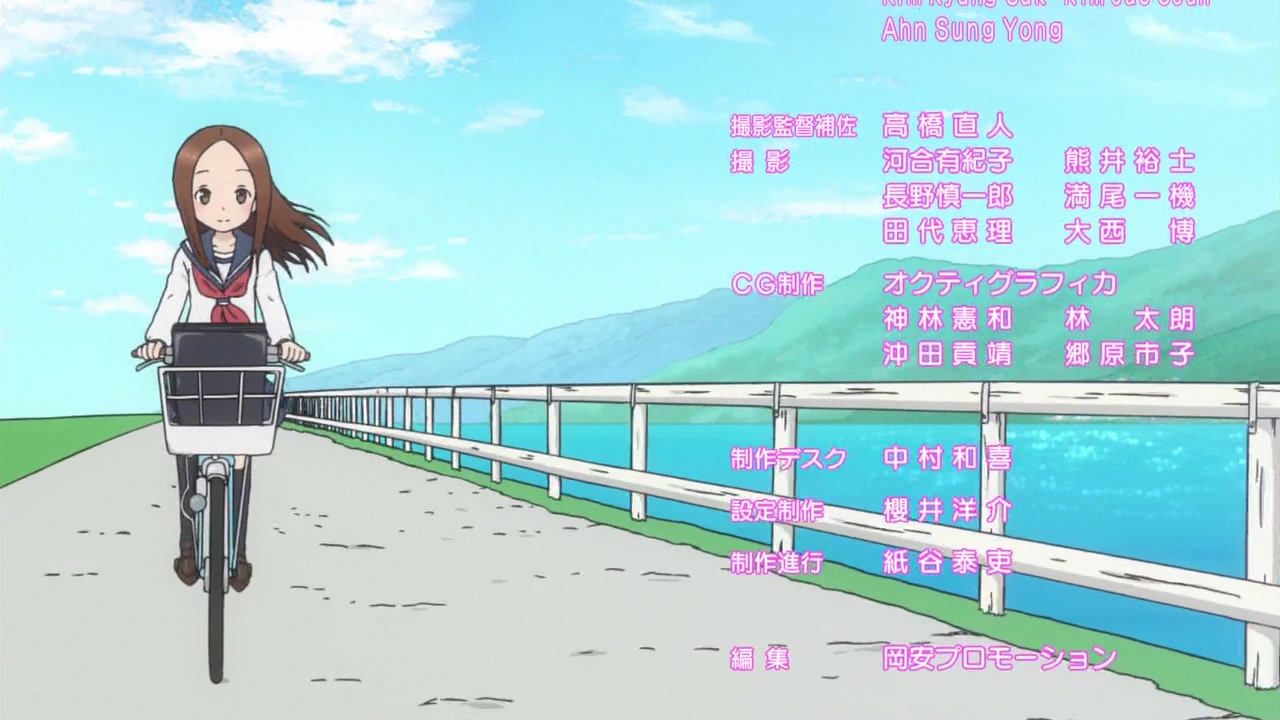 Ahn Sung Yong
撮影監督補佐 高橋直人
撮影 河合有紀子 熊井裕士
長野慎一郎 満尾一機
田代恵理 大西博
CG制作 オクティグラフィカ
神林憲和 林太朗
沖田貢靖 郷原市子
制作デスク 中村和喜
設定制作 櫻井洋介
制作進行 紙谷泰吏
編集 岡安プロモーション